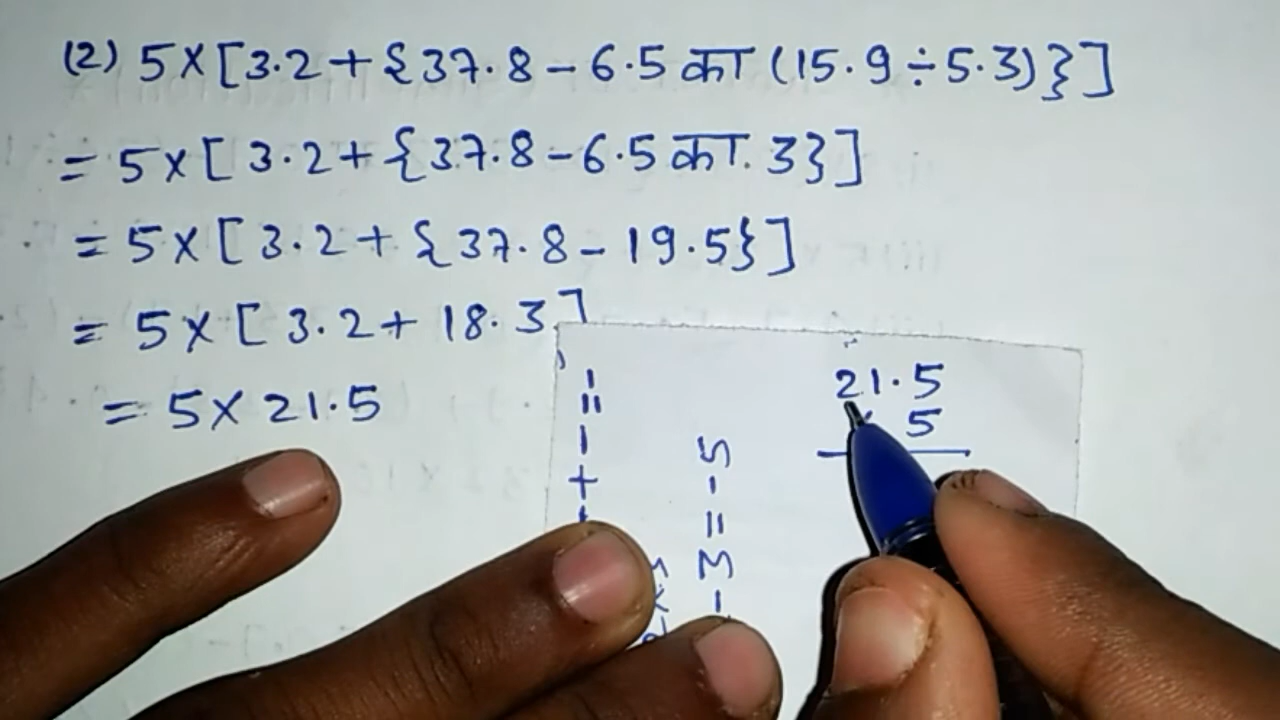 (2) 5×[3.2+{37.8-6.5 का (15.9÷5.3)}]
= 5×[3.2+{37.8-6.5 का. 3}]
= 5×[3.2+{37.8-19.5}]
= 5×[3.2+18.3]
= 5×21.5
21.5
× 5